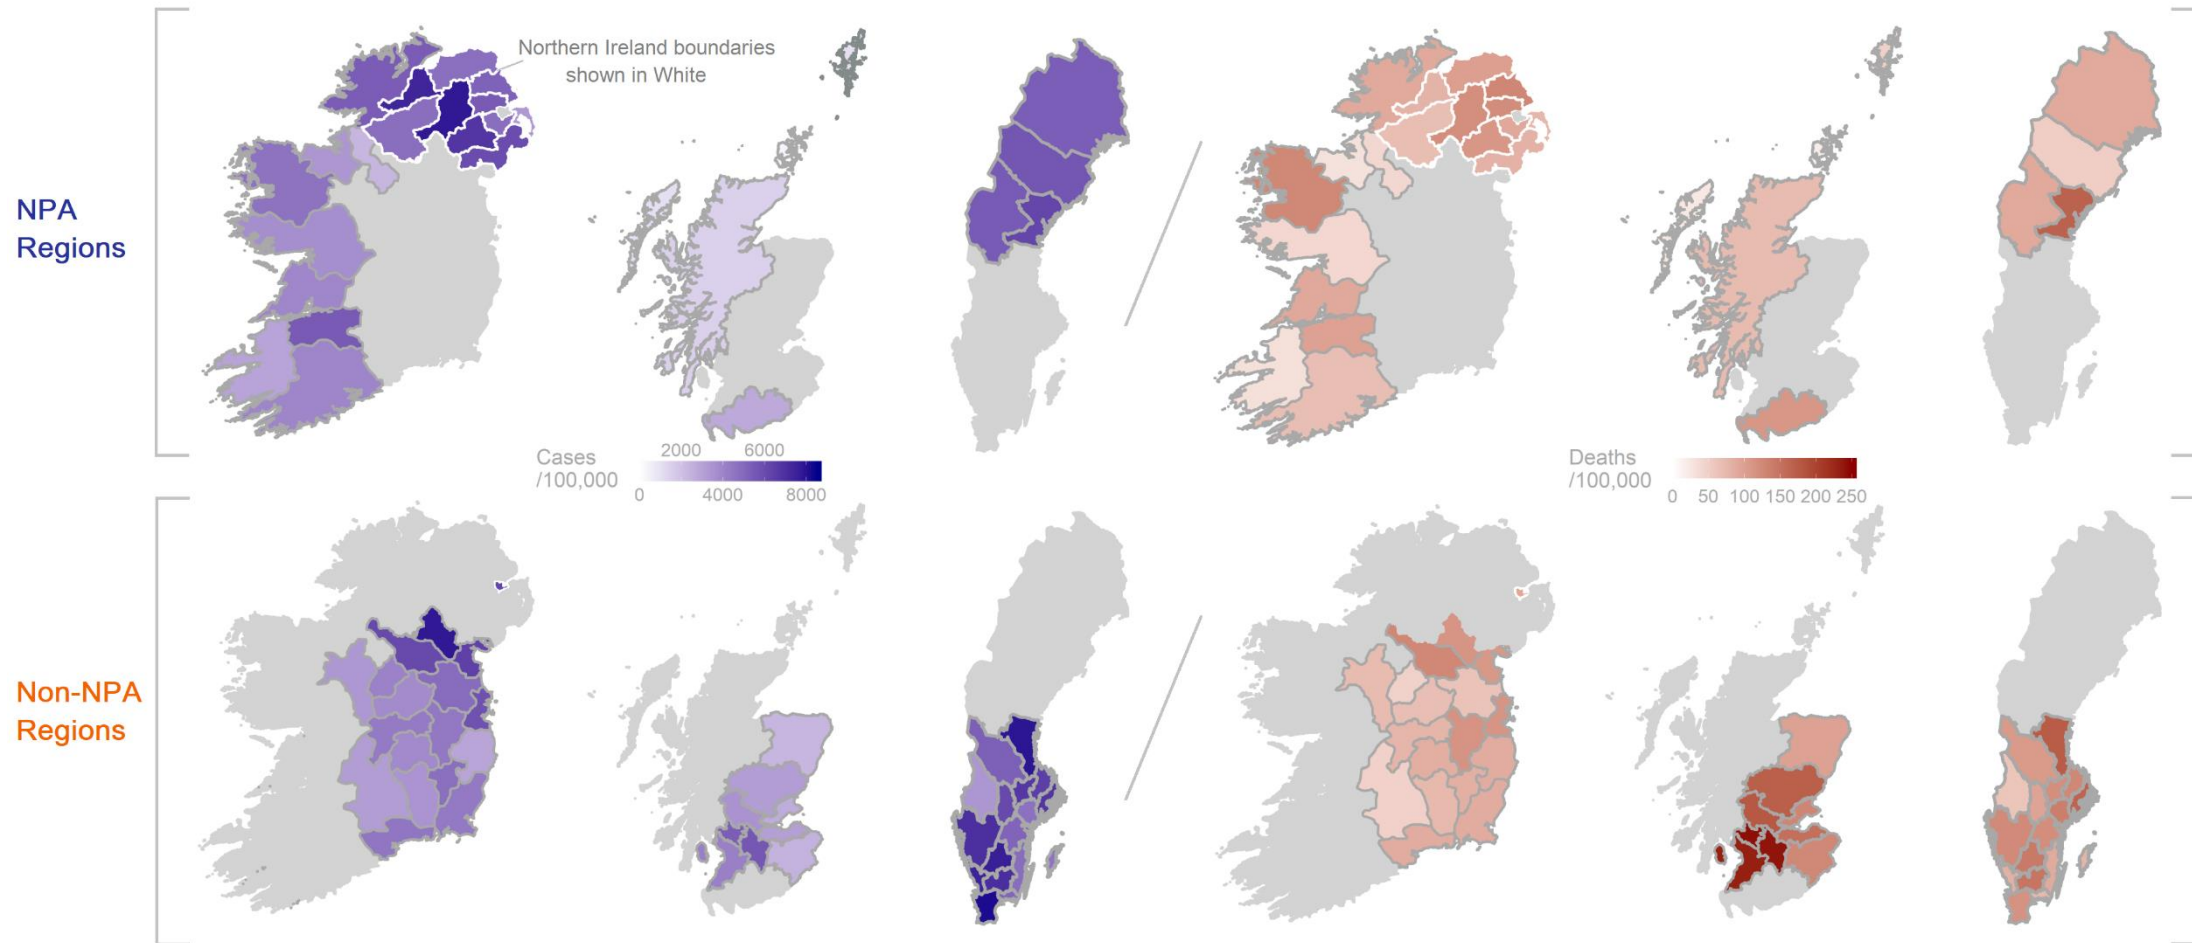 Northern Ireland boundaries
shown in White
NPA
Regions
Cases
/100,000
2000 6000
0 4000 8000
Deaths
/100,000
0 50 100 150 200 250
Non-NPA
Regions